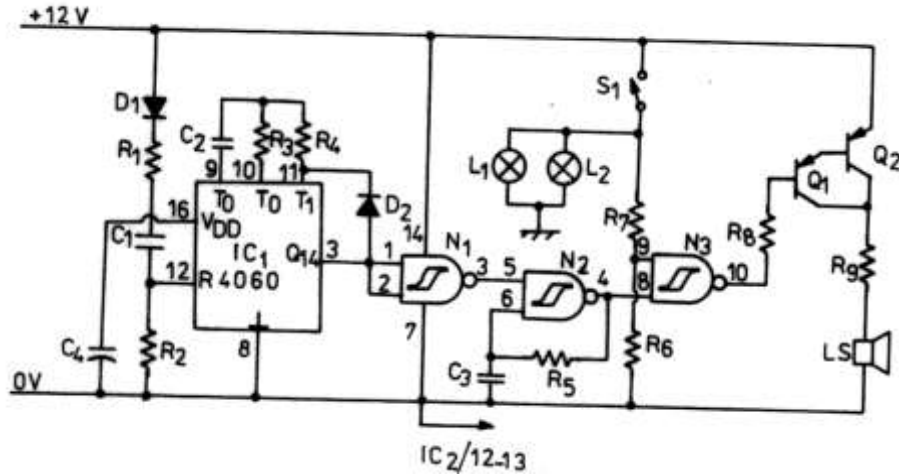 +12V
D1
R1
C2
R3
R4
9
10
11
T0
T0
T1
16
VDD
C1
IC1
Q14
3
12
R 4060
8
C4
R2
0V
D2
14
N1
1
2
3
7
S1
L1
L2
R7
5
N2
4
6
9
N3
8
10
C3
R5
R6
R8
Q1
Q2
R9
LS
IC2/12-13